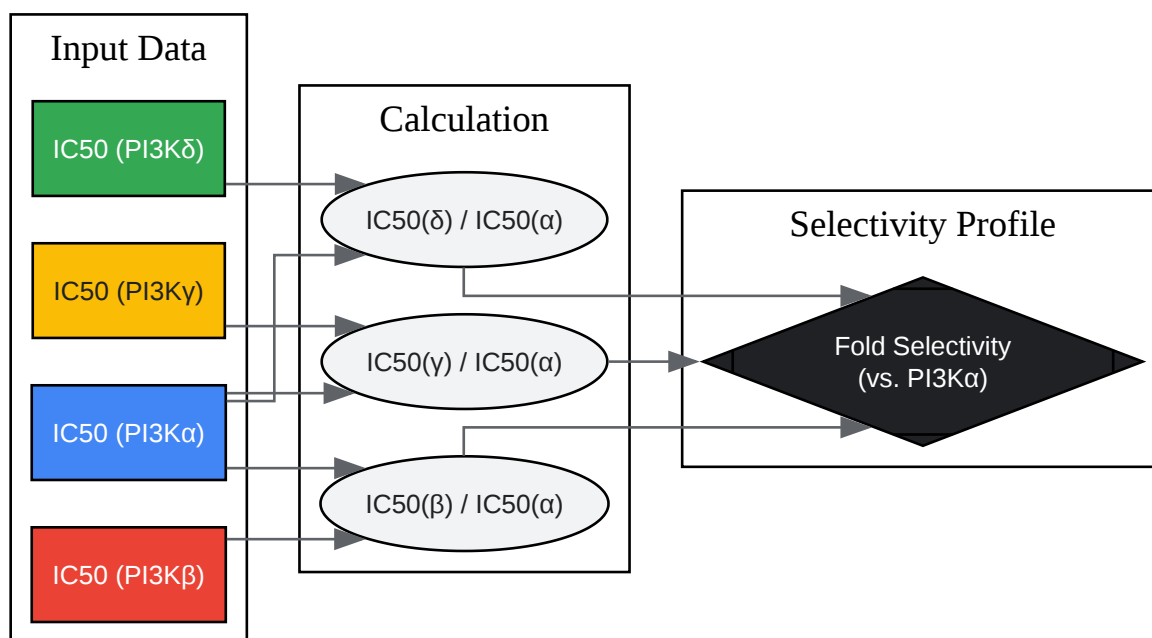 Input Data
IC50 (PI3Kδ)
IC50 (PI3Kγ)
IC50 (PI3Kα)
IC50 (PI3Kβ)
Calculation
IC50(δ) / IC50(α)
IC50(γ) / IC50(α)
IC50(β) / IC50(α)
Selectivity Profile
Fold Selectivity
(vs. PI3Kα)